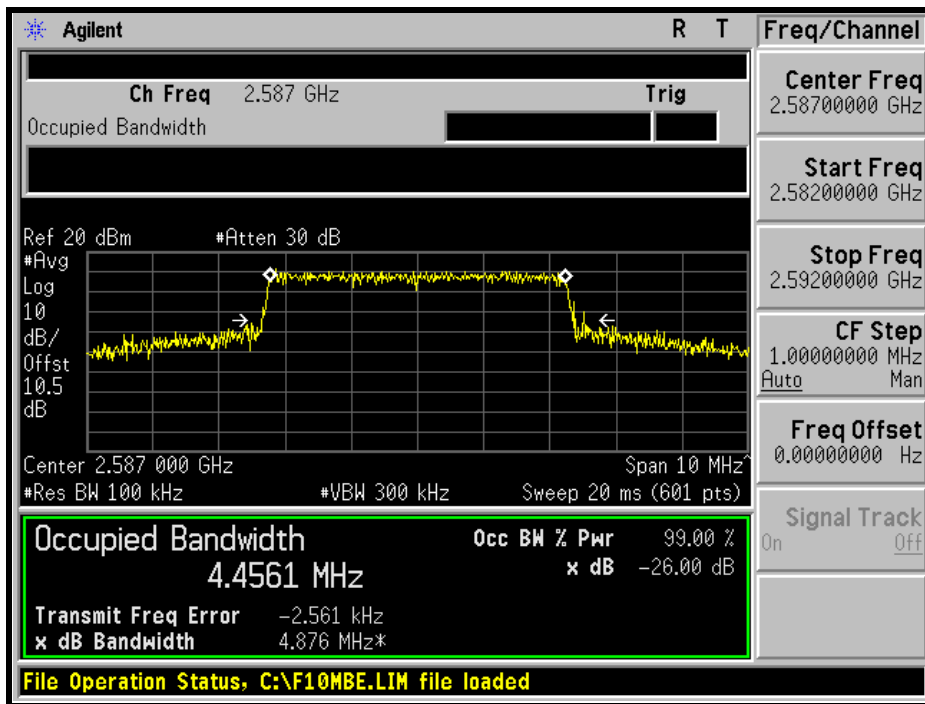 Agilent R T
Freq/Channel
Ch Freq 2.587 GHz Trig
Occupied Bandwidth
Center Freq
2.58700000 GHz
Start Freq
2.58200000 GHz
Stop Freq
2.59200000 GHz
CF Step
1.00000000 MHz
Auto Man
Freq Offset
0.00000000 Hz
Signal Track
On Off
Ref 20 dBm #Atten 30 dB
#Avg
Log
10
dB/
Offst
10.5
dB
Center 2.587 000 GHz Span 10 MHz^
#Res BW 100 kHz #VBW 300 kHz Sweep 20 ms (601 pts)
Occupied Bandwidth Occ BW % Pwr 99.00 %
4.4561 MHz x dB -26.00 dB
Transmit Freq Error -2.561 kHz
x dB Bandwidth 4.876 MHz*
File Operation Status, C:\F10MBE.LIM file loaded